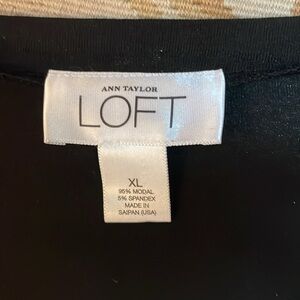 ANN TAYLOR
LOFT
XL
95% MODAL
5% SPANDEX
MADE IN
SAIPAN (USA)